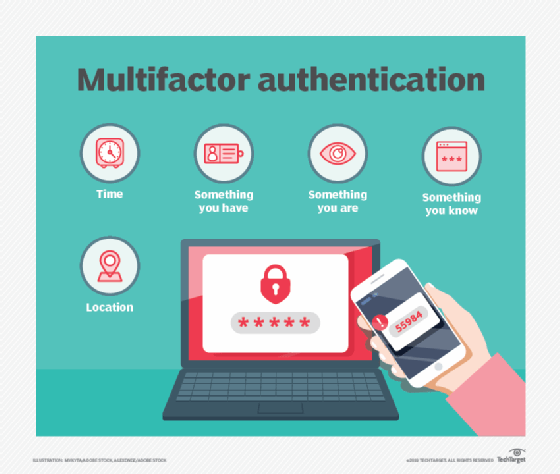 Multifactor authentication
Time
Something
you have
Something
you are
Something
you know
Location
*****
55984
TechTarget